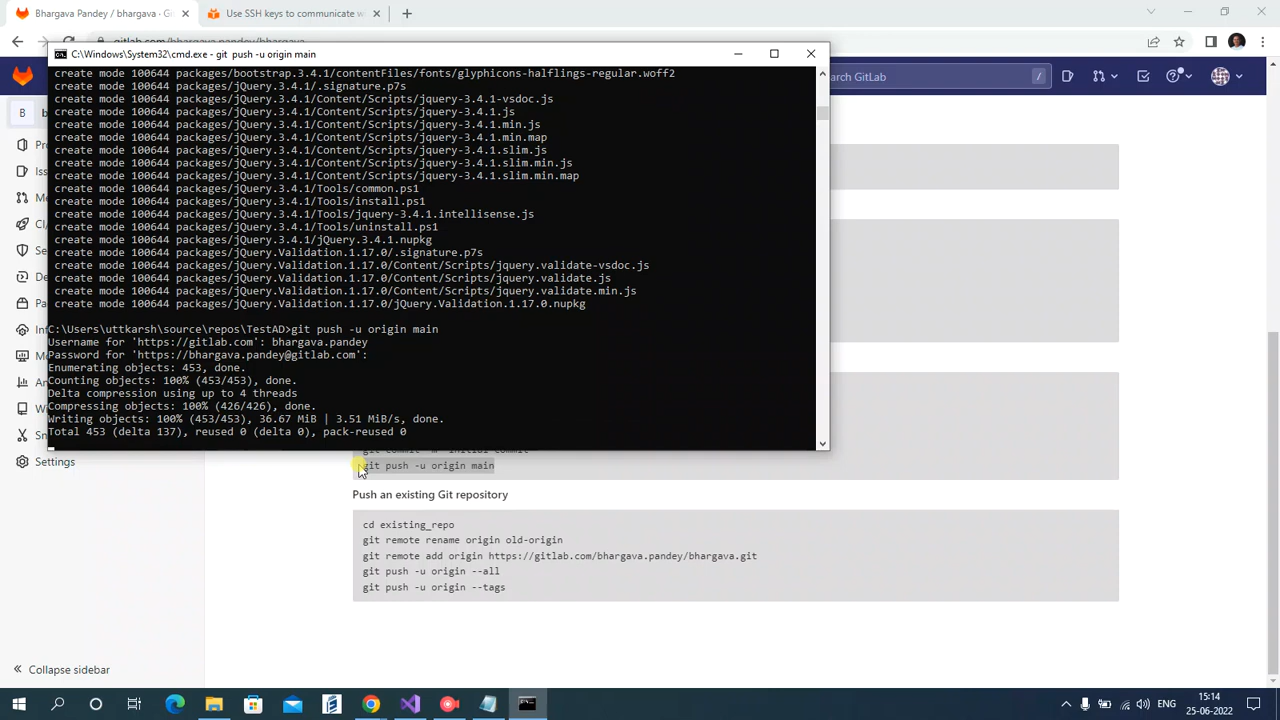 Bhargava Pandey / bhargava · Gi
Use SSH keys to communicate w
C:\Windows\System32\cmd.exe - git push -u origin main
create mode 100644 packages/bootstrap.3.4.1/contentFiles/fonts/glyphicons-halflings-regular.woff2
create mode 100644 packages/jQuery.3.4.1/.signature.p7s
create mode 100644 packages/jQuery.3.4.1/Content/Scripts/jquery-3.4.1-vsdoc.js
create mode 100644 packages/jQuery.3.4.1/Content/Scripts/jquery-3.4.1.js
create mode 100644 packages/jQuery.3.4.1/Content/Scripts/jquery-3.4.1.min.js
create mode 100644 packages/jQuery.3.4.1/Content/Scripts/jquery-3.4.1.min.map
create mode 100644 packages/jQuery.3.4.1/Content/Scripts/jquery-3.4.1.slim.js
create mode 100644 packages/jQuery.3.4.1/Content/Scripts/jquery-3.4.1.slim.min.js
create mode 100644 packages/jQuery.3.4.1/Content/Scripts/jquery-3.4.1.slim.min.map
create mode 100644 packages/jQuery.3.4.1/Tools/common.ps1
create mode 100644 packages/jQuery.3.4.1/Tools/install.ps1
create mode 100644 packages/jQuery.3.4.1/Tools/jquery-3.4.1.intellisense.js
create mode 100644 packages/jQuery.3.4.1/Tools/uninstall.ps1
create mode 100644 packages/jQuery.3.4.1/jQuery.3.4.1.nupkg
create mode 100644 packages/jQuery.Validation.1.17.0/.signature.p7s
create mode 100644 packages/jQuery.Validation.1.17.0/Content/Scripts/jquery.validate-vsdoc.js
create mode 100644 packages/jQuery.Validation.1.17.0/Content/Scripts/jquery.validate.js
create mode 100644 packages/jQuery.Validation.1.17.0/Content/Scripts/jquery.validate.min.js
create mode 100644 packages/jQuery.Validation.1.17.0/jQuery.Validation.1.17.0.nupkg
C:\Users\uttkarsh\source\repos\TestAD>git push -u origin main
Username for 'https://gitlab.com': bhargava.pandey
Password for 'https://bhargava.pandey@gitlab.com':
Enumerating objects: 453, done.
Counting objects: 100% (453/453), done.
Delta compression using up to 4 threads
Compressing objects: 100% (426/426), done.
Writing objects: 100% (453/453), 36.67 MiB | 3.51 MiB/s, done.
Total 453 (delta 137), reused 0 (delta 0), pack-reused 0
Search GitLab
/
B
Settings
Collapse sidebar
git push -u origin main
Push an existing Git repository
cd existing_repo
git remote rename origin old-origin
git remote add origin https://gitlab.com/bhargava.pandey/bhargava.git
git push -u origin --all
git push -u origin --tags
ENG
15:14
25-06-2022